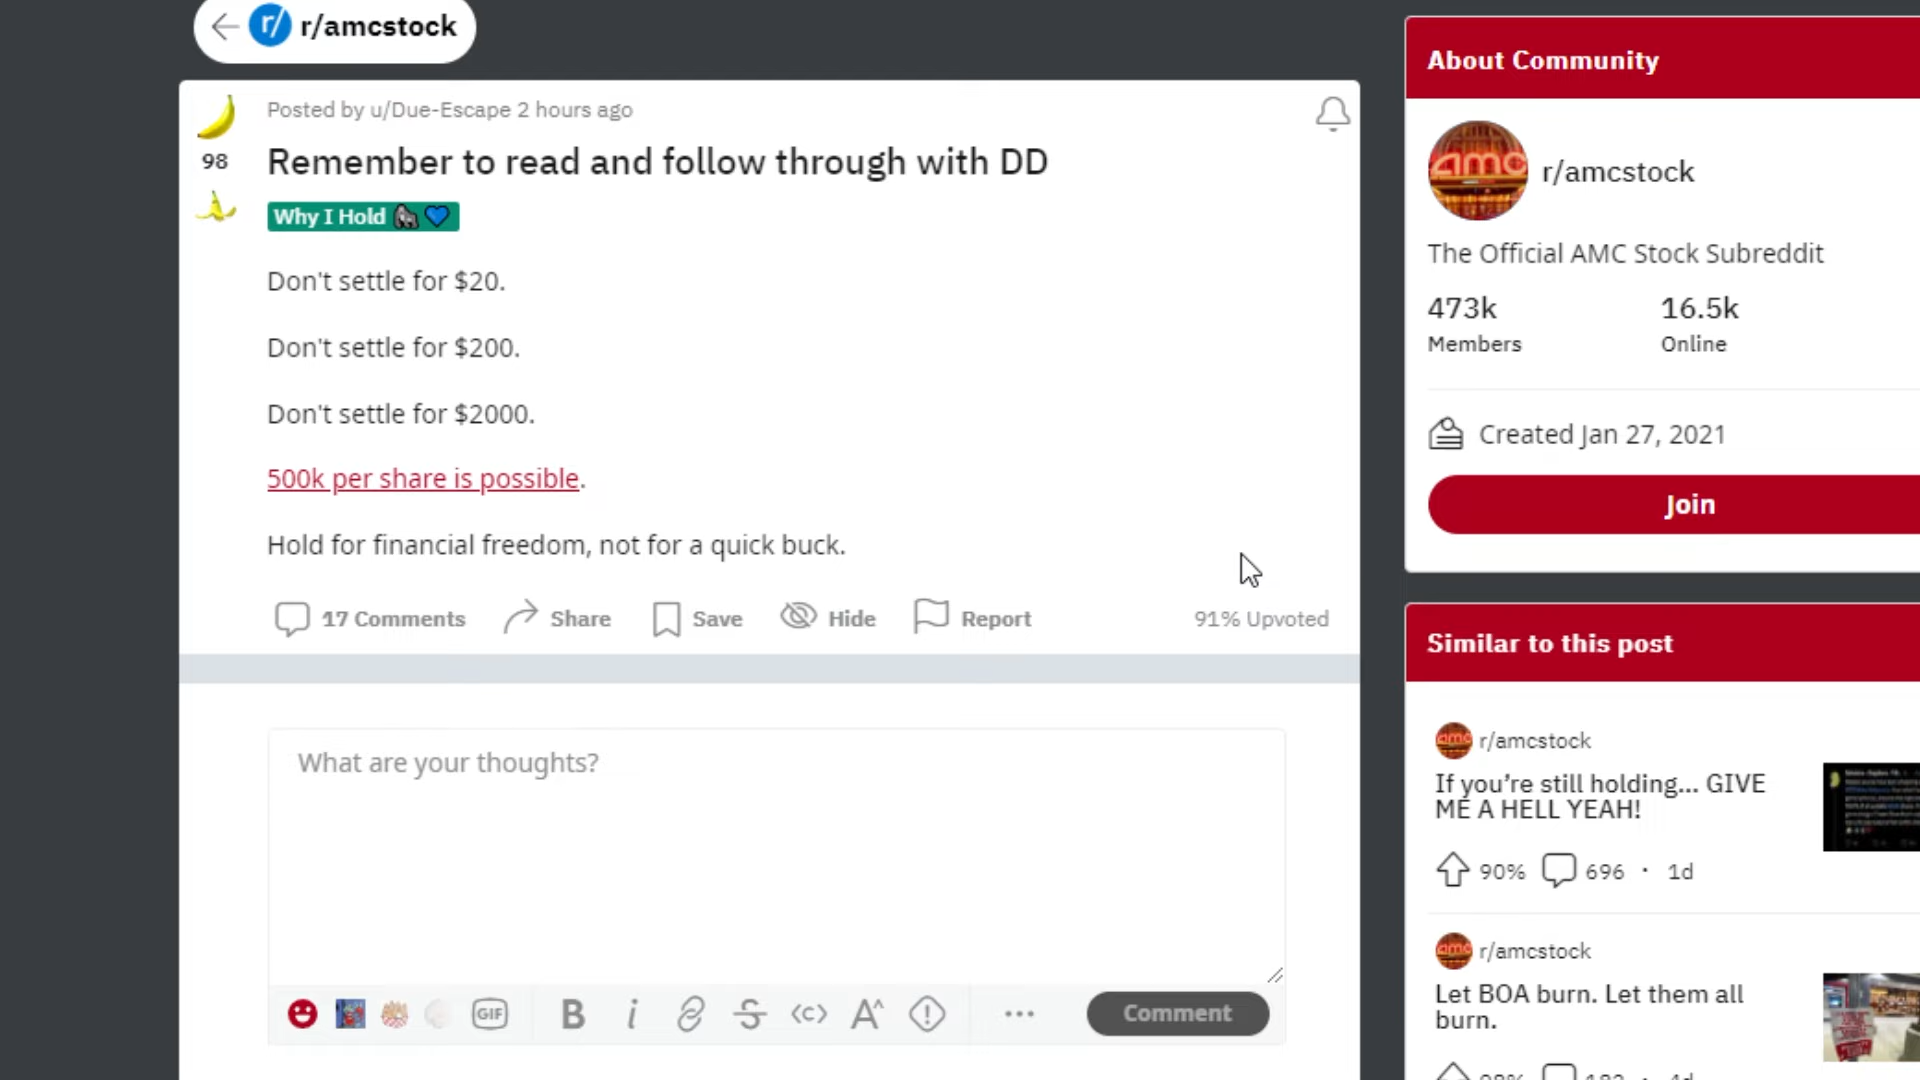 r/amcstock
Posted by u/Due-Escape 2 hours ago
98
Remember to read and follow through with DD
Why I Hold 🦍💙
Don't settle for $20.
Don't settle for $200.
Don't settle for $2000.
500k per share is possible.
Hold for financial freedom, not for a quick buck.
17 Comments Share Save Hide Report 91% Upvoted
What are your thoughts?
GIF B i S <c> A^ ... Comment
About Community
amc
r/amcstock
The Official AMC Stock Subreddit
473k 16.5k
Members Online
Created Jan 27, 2021
Join
Similar to this post
r/amcstock
If you’re still holding... GIVE
ME A HELL YEAH!
90% 696 · 1d
r/amcstock
Let BOA burn. Let them all
burn.